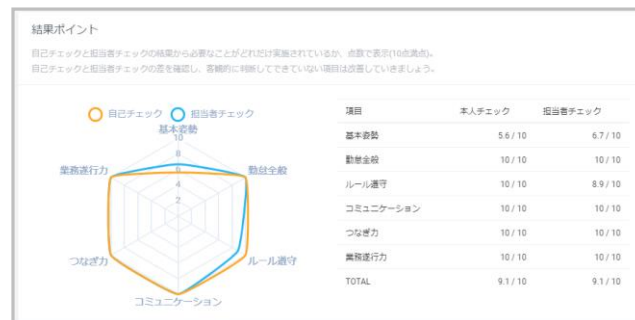 結果ポイント
自己チェックと担当者チェックの結果から必要なことがどれだけ実施されているか、点数で表示(10点満点)。
自己チェックと担当者チェックの差を確認し、客観的に判断してできていない項目は改善していきましょう。
自己チェック 担当者チェック
基本姿勢
10
8
6
4
2
業務遂行力
勤怠全般
つなぎ力
ルール遵守
コミュニケーション
項目 本人チェック 担当者チェック
基本姿勢 5.6 / 10 6.7 / 10
勤怠全般 10 / 10 10 / 10
ルール遵守 10 / 10 8.9 / 10
コミュニケーション 10 / 10 10 / 10
つなぎ力 10 / 10 10 / 10
業務遂行力 10 / 10 10 / 10
TOTAL 9.1 / 10 9.1 / 10